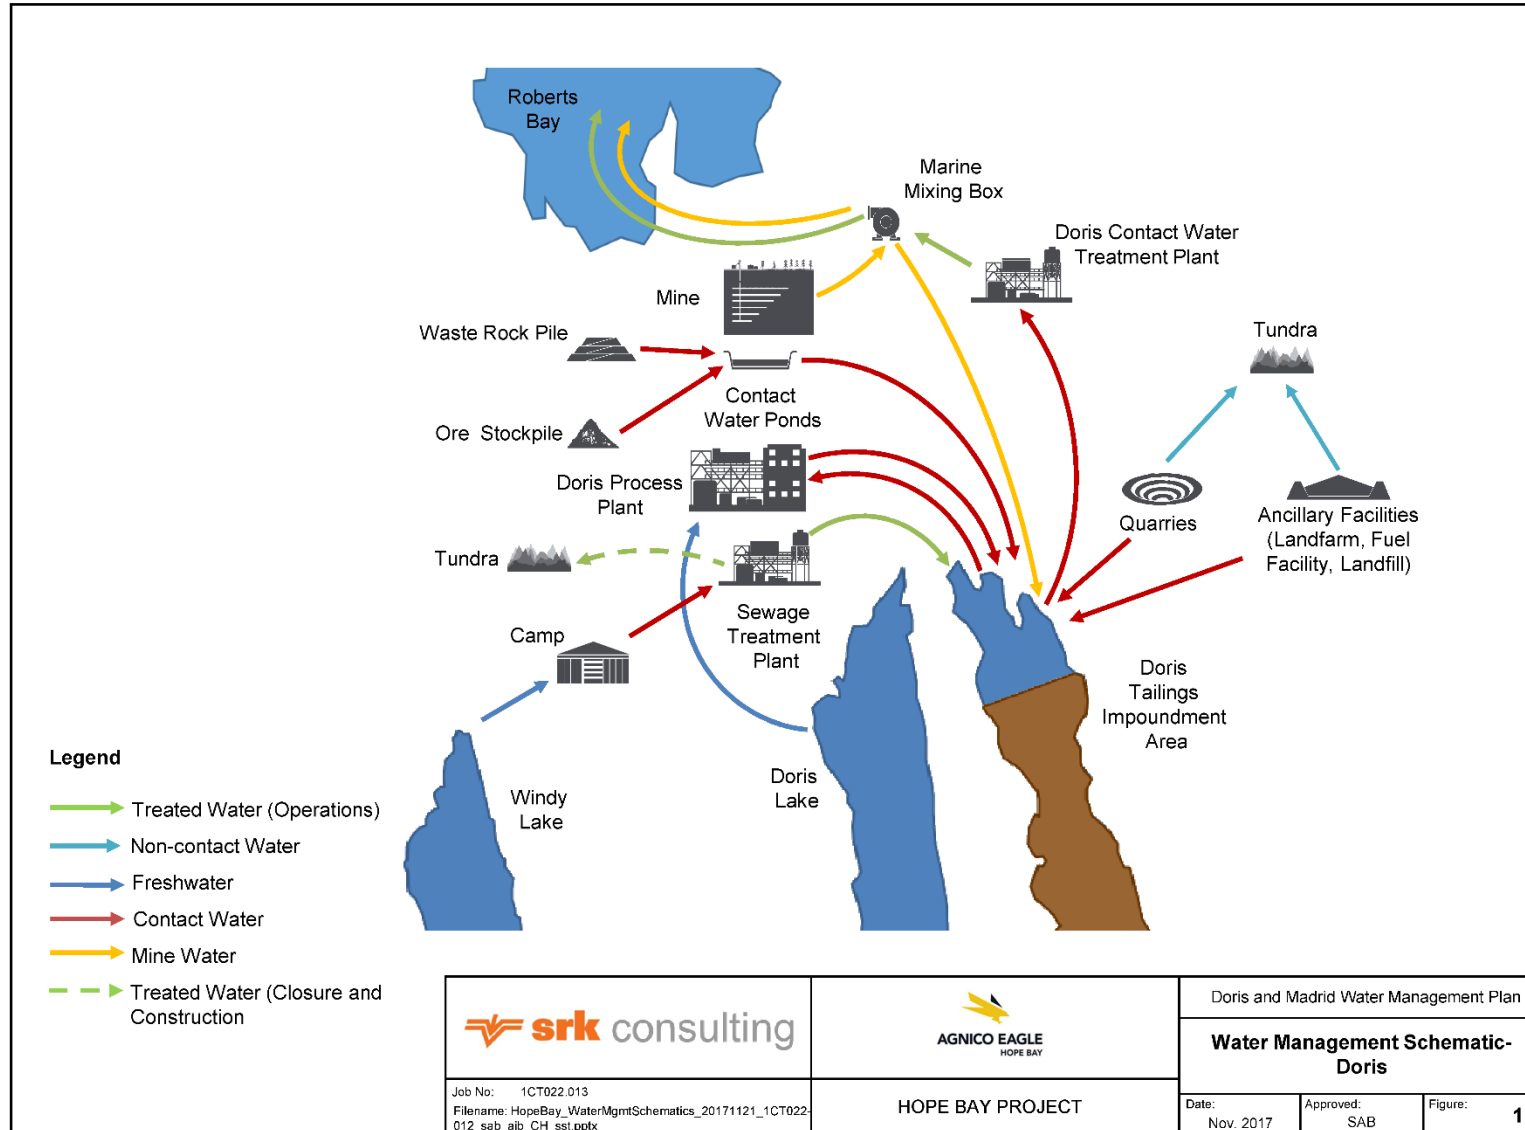 Roberts
Bay
Marine
Mixing Box
Doris Contact Water
Treatment Plant
Mine
Waste Rock Pile
Tundra
Contact
Water Ponds
Ore Stockpile
Doris Process
Plant
Quarries
Ancillary Facilities
(Landfarm, Fuel
Facility, Landfill)
Tundra
Sewage
Treatment
Plant
Camp
Doris
Tailings
Impoundment
Area
Doris
Lake
Windy
Lake
Legend
Treated Water (Operations)
Non-contact Water
Freshwater
Contact Water
Mine Water
Treated Water (Closure and
Construction
srk consulting
AGNICO EAGLE
HOPE BAY
Doris and Madrid Water Management Plan
Water Management Schematic-
Doris
Job No: 1CT022.013
Filename: HopeBay_WaterMgmtSchematics_20171121_1CT022-
012_sab_ajb_CH_sst.pptx
HOPE BAY PROJECT
Date:
Nov. 2017
Approved:
SAB
Figure:
1